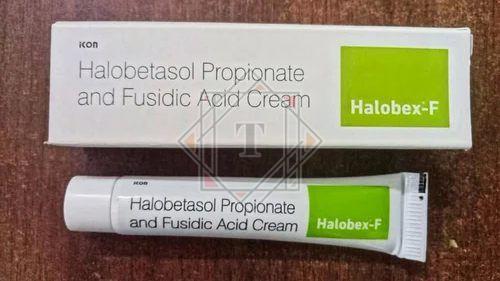 icon
Halobetasol Propionate
and Fusidic Acid Cream
Halobex-F
T
icon
Halobetasol Propionate
and Fusidic Acid Cream
Halobex-F